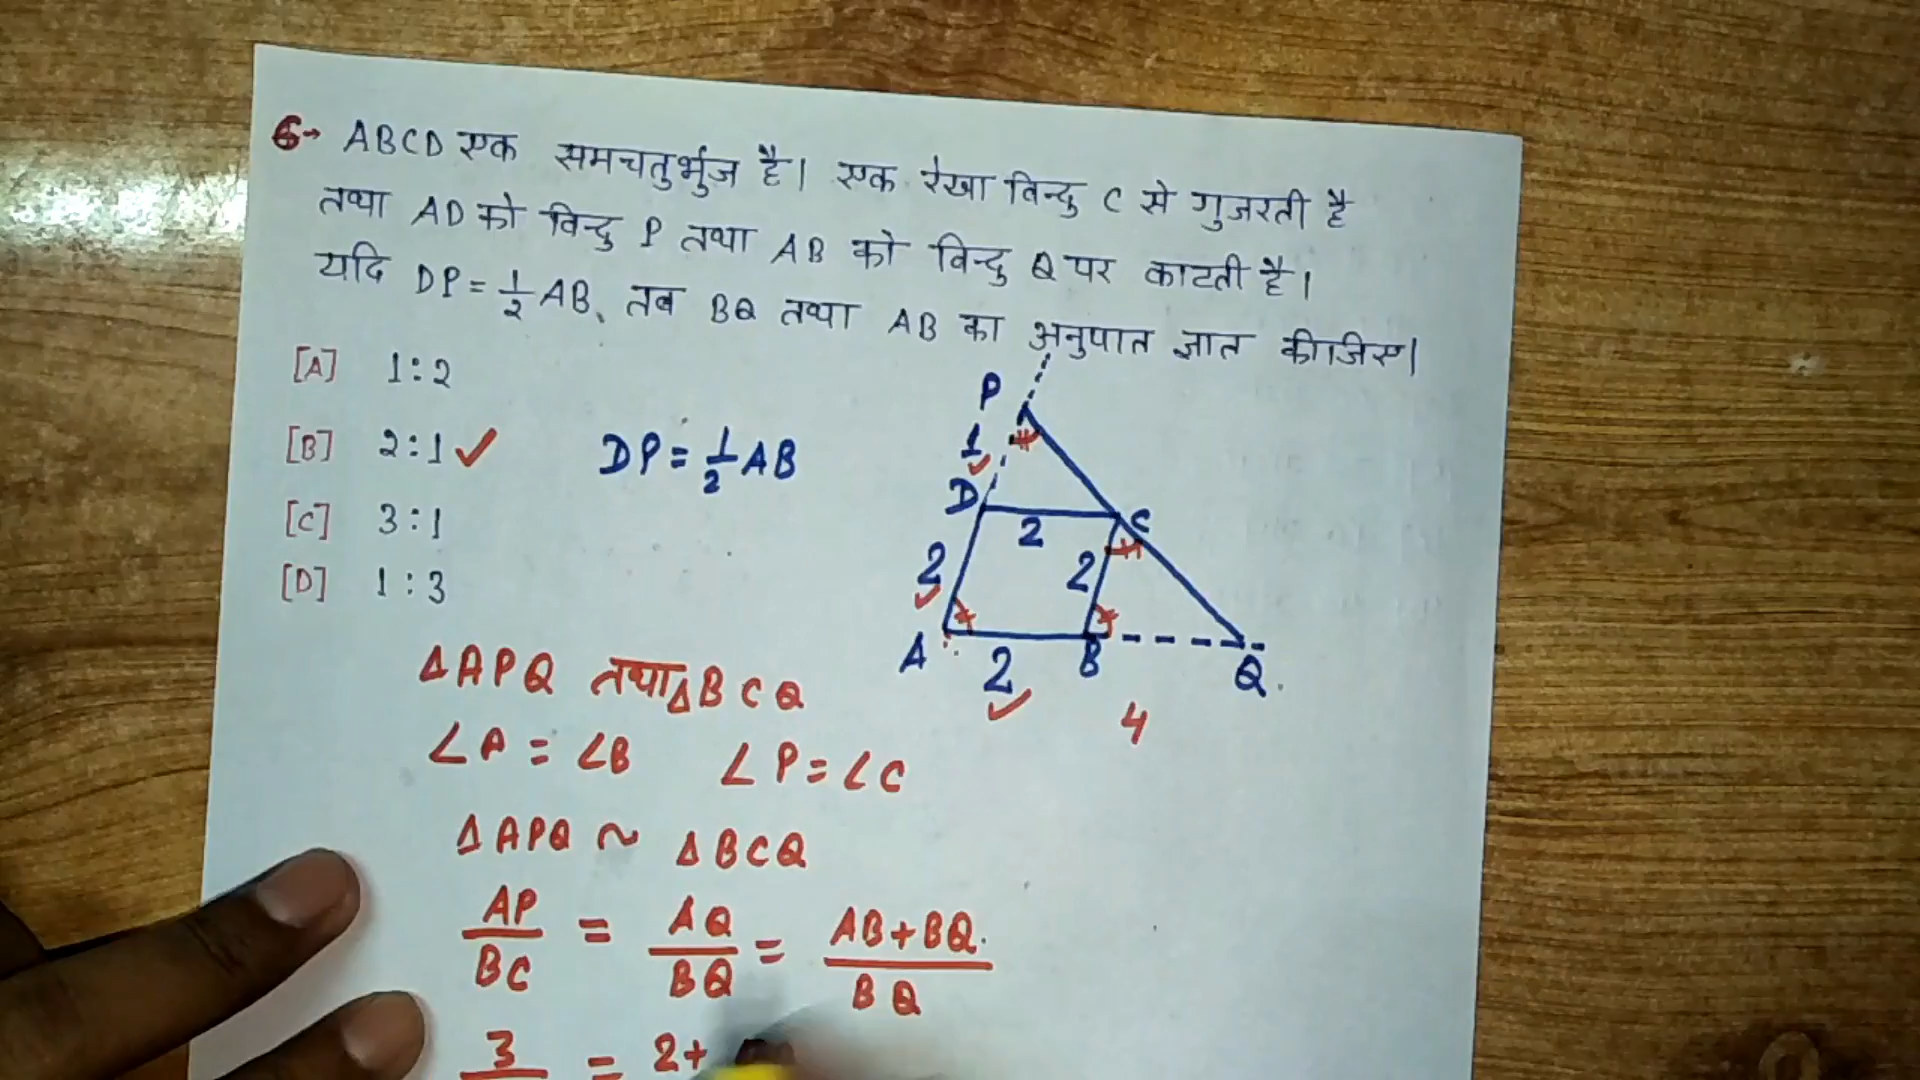 6→ ABCD एक समचतुर्भुज है। एक रेखा विन्दु C से गुजरती है
तथा AD को विन्दु P तथा AB को विन्दु Q पर काटती है।
यदि DP = 1/2 AB, तब BQ तथा AB का अनुपात ज्ञात कीजिए।
[A] 1:2
[B] 2:1 ✓
[C] 3:1
[D] 1:3
DP = 1/2 AB
P
1 ✓
D
C
2
2 ✓
2
A
B
Q
2 ✓
4
ΔAPQ तथा ΔBCQ
∠A = ∠B ∠P = ∠C
ΔAPQ ~ ΔBCQ
AP/BC = AQ/BQ = AB+BQ/BQ
3 = 2+